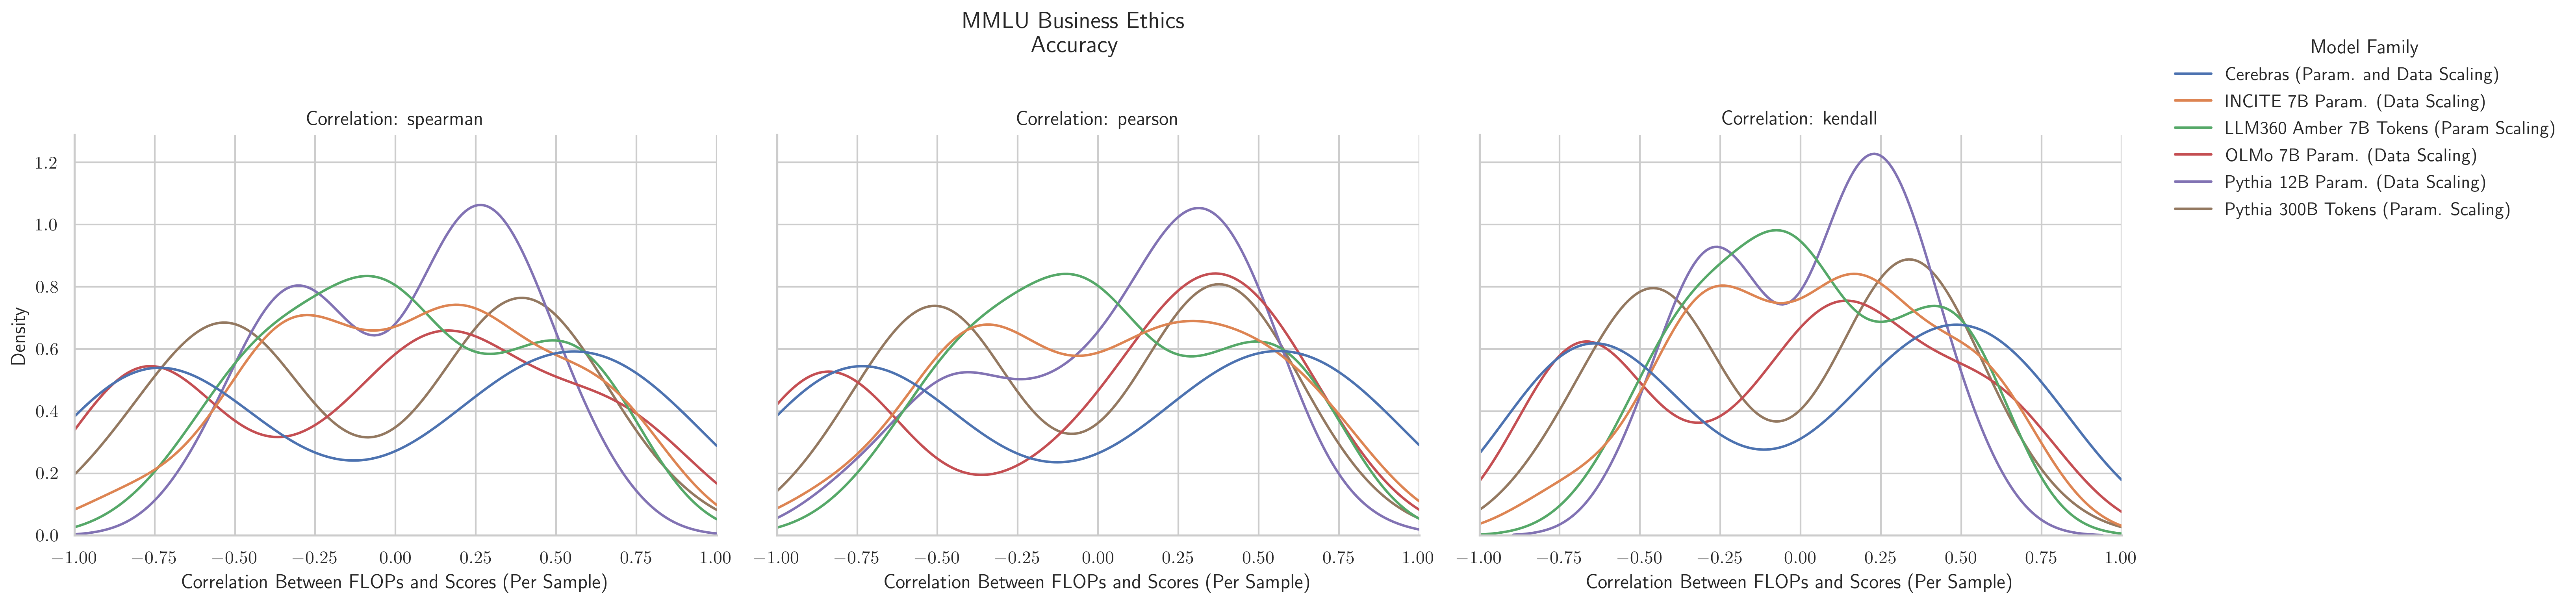 MMLU Business Ethics
Accuracy
Model Family
Cerebras (Param. and Data Scaling)
INCITE 7B Param. (Data Scaling)
LLM360 Amber 7B Tokens (Param Scaling)
OLMo 7B Param. (Data Scaling)
Pythia 12B Param. (Data Scaling)
Pythia 300B Tokens (Param. Scaling)
Correlation: spearman
Correlation: pearson
Correlation: kendall
Density
1.2
1.0
0.8
0.6
0.4
0.2
0.0
−1.00 −0.75 −0.50 −0.25 0.00 0.25 0.50 0.75 1.00
−1.00 −0.75 −0.50 −0.25 0.00 0.25 0.50 0.75 1.00
−1.00 −0.75 −0.50 −0.25 0.00 0.25 0.50 0.75 1.00
Correlation Between FLOPs and Scores (Per Sample)
Correlation Between FLOPs and Scores (Per Sample)
Correlation Between FLOPs and Scores (Per Sample)